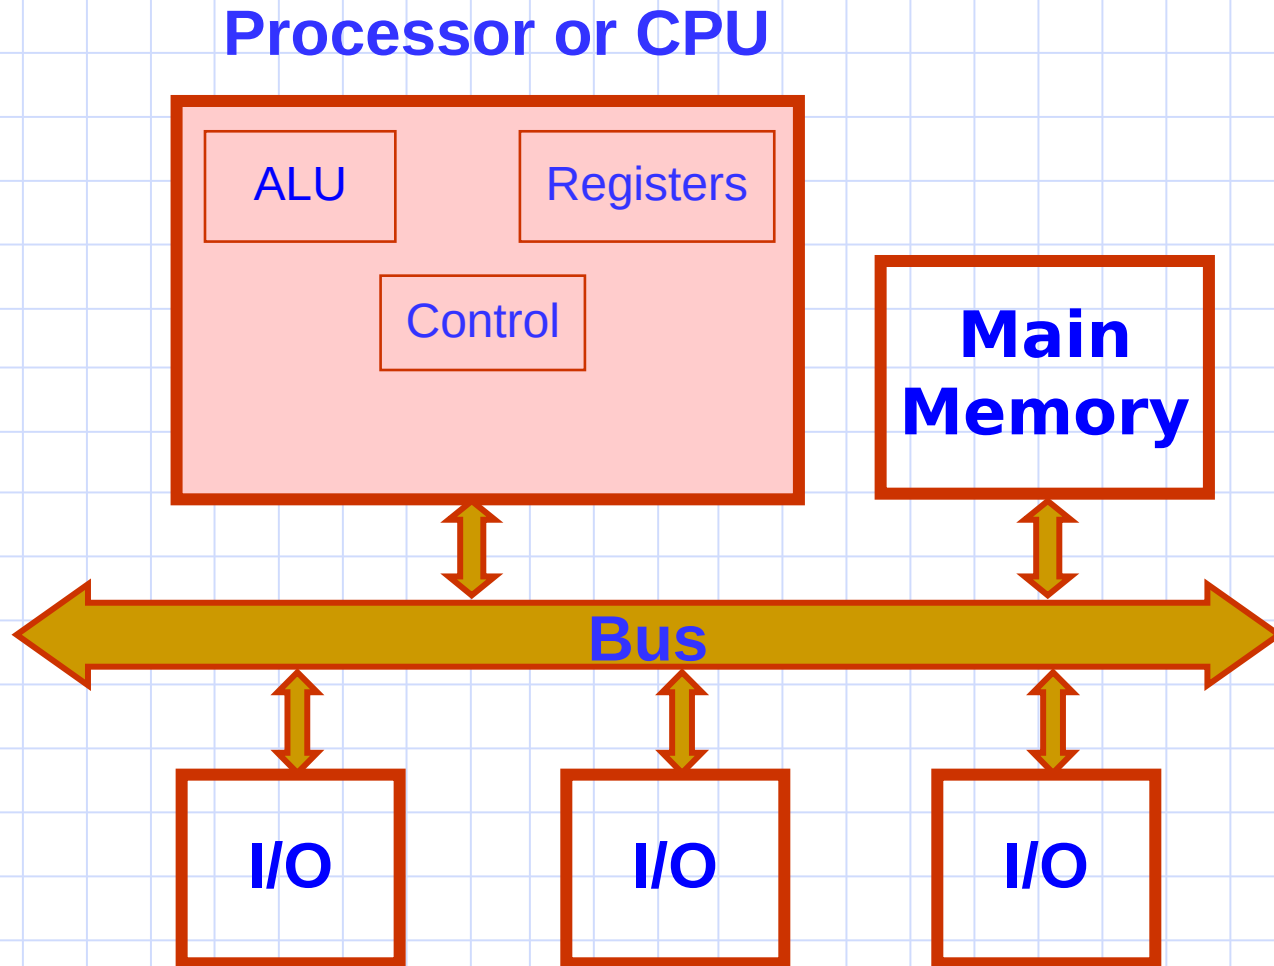 Processor or CPU
ALU
Registers
Control
Main
Memory
Bus
I/O
I/O
I/O